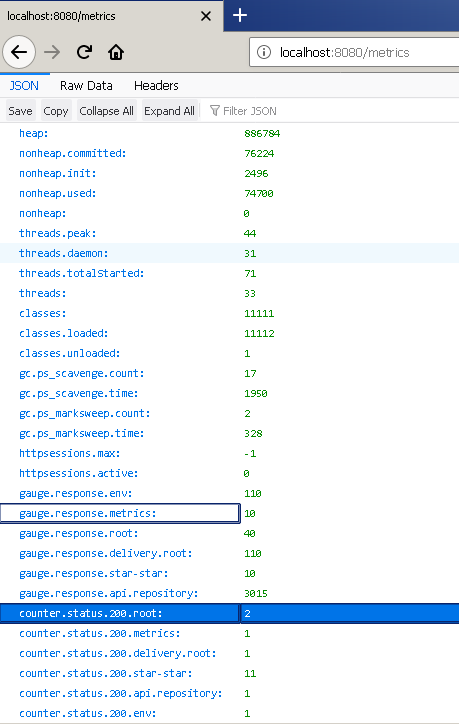 localhost:8080/metrics
localhost:8080/metrics
JSON Raw Data Headers
Save Copy Collapse All Expand All Filter JSON
heap: 886784
nonheap.committed: 76224
nonheap.init: 2496
nonheap.used: 74700
nonheap: 0
threads.peak: 44
threads.daemon: 31
threads.totalStarted: 71
threads: 33
classes: 11111
classes.loaded: 11112
classes.unloaded: 1
gc.ps_scavenge.count: 17
gc.ps_scavenge.time: 1950
gc.ps_marksweep.count: 2
gc.ps_marksweep.time: 328
httpsessions.max: -1
httpsessions.active: 0
gauge.response.env: 110
gauge.response.metrics: 10
gauge.response.root: 40
gauge.response.delivery.root: 110
gauge.response.star-star: 10
gauge.response.api.repository: 3015
counter.status.200.root: 2
counter.status.200.metrics: 1
counter.status.200.delivery.root: 1
counter.status.200.star-star: 11
counter.status.200.api.repository: 1
counter.status.200.env: 1